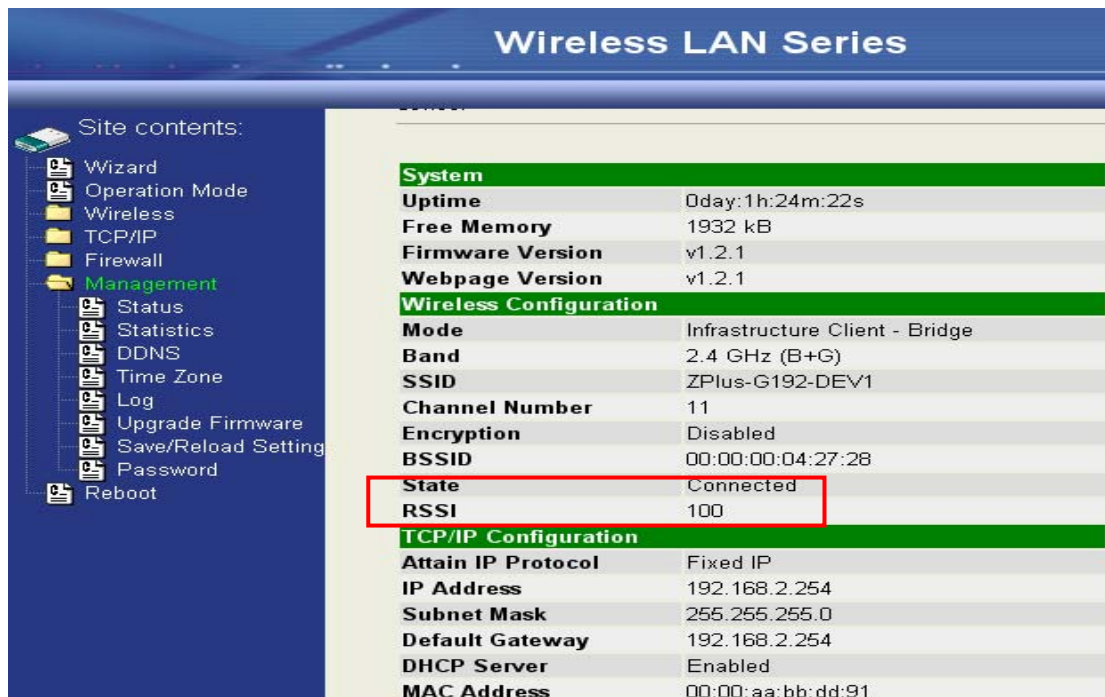 Wireless LAN Series
Site contents:
Wizard
Operation Mode
Wireless
TCP/IP
Firewall
Management
Status
Statistics
DDNS
Time Zone
Log
Upgrade Firmware
Save/Reload Setting
Password
Reboot
System
Uptime 0day:1h:24m:22s
Free Memory 1932 kB
Firmware Version v1.2.1
Webpage Version v1.2.1
Wireless Configuration
Mode Infrastructure Client - Bridge
Band 2.4 GHz (B+G)
SSID ZPlus-G192-DEV1
Channel Number 11
Encryption Disabled
BSSID 00:00:00:04:27:28
State Connected
RSSI 100
TCP/IP Configuration
Attain IP Protocol Fixed IP
IP Address 192.168.2.254
Subnet Mask 255.255.255.0
Default Gateway 192.168.2.254
DHCP Server Enabled
MAC Address 00:00:aa:bb:dd:91